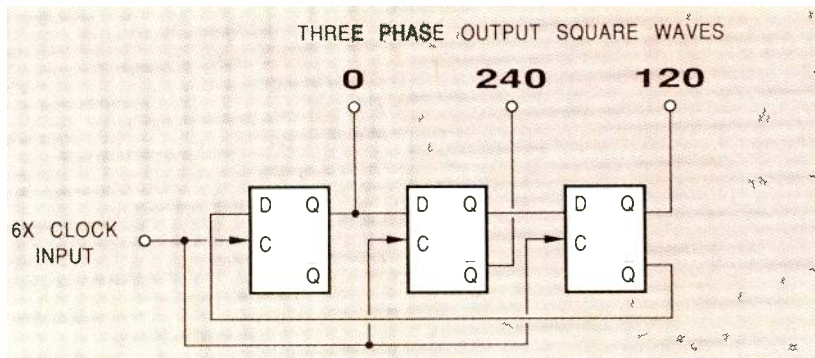 THREE PHASE OUTPUT SQUARE WAVES
0 240 120
D Q D Q D Q
6X CLOCK
INPUT
C C C
Q̅ Q̅ Q̅